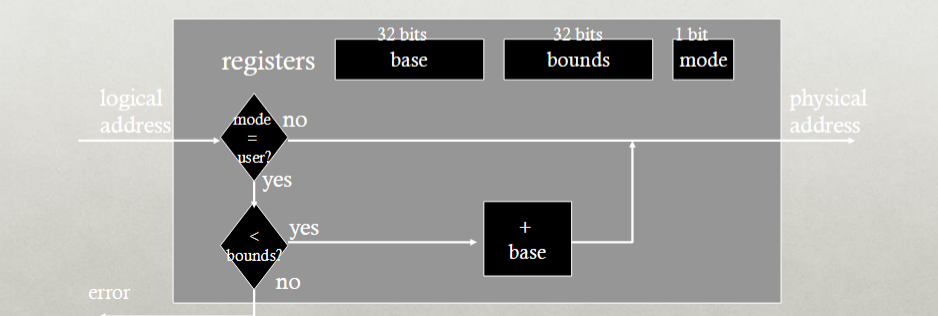 32 bits
32 bits
1 bit
registers
base
bounds
mode
logical
address
physical
address
mode
=
user?
no
yes
<
bounds?
yes
no
+
base
error